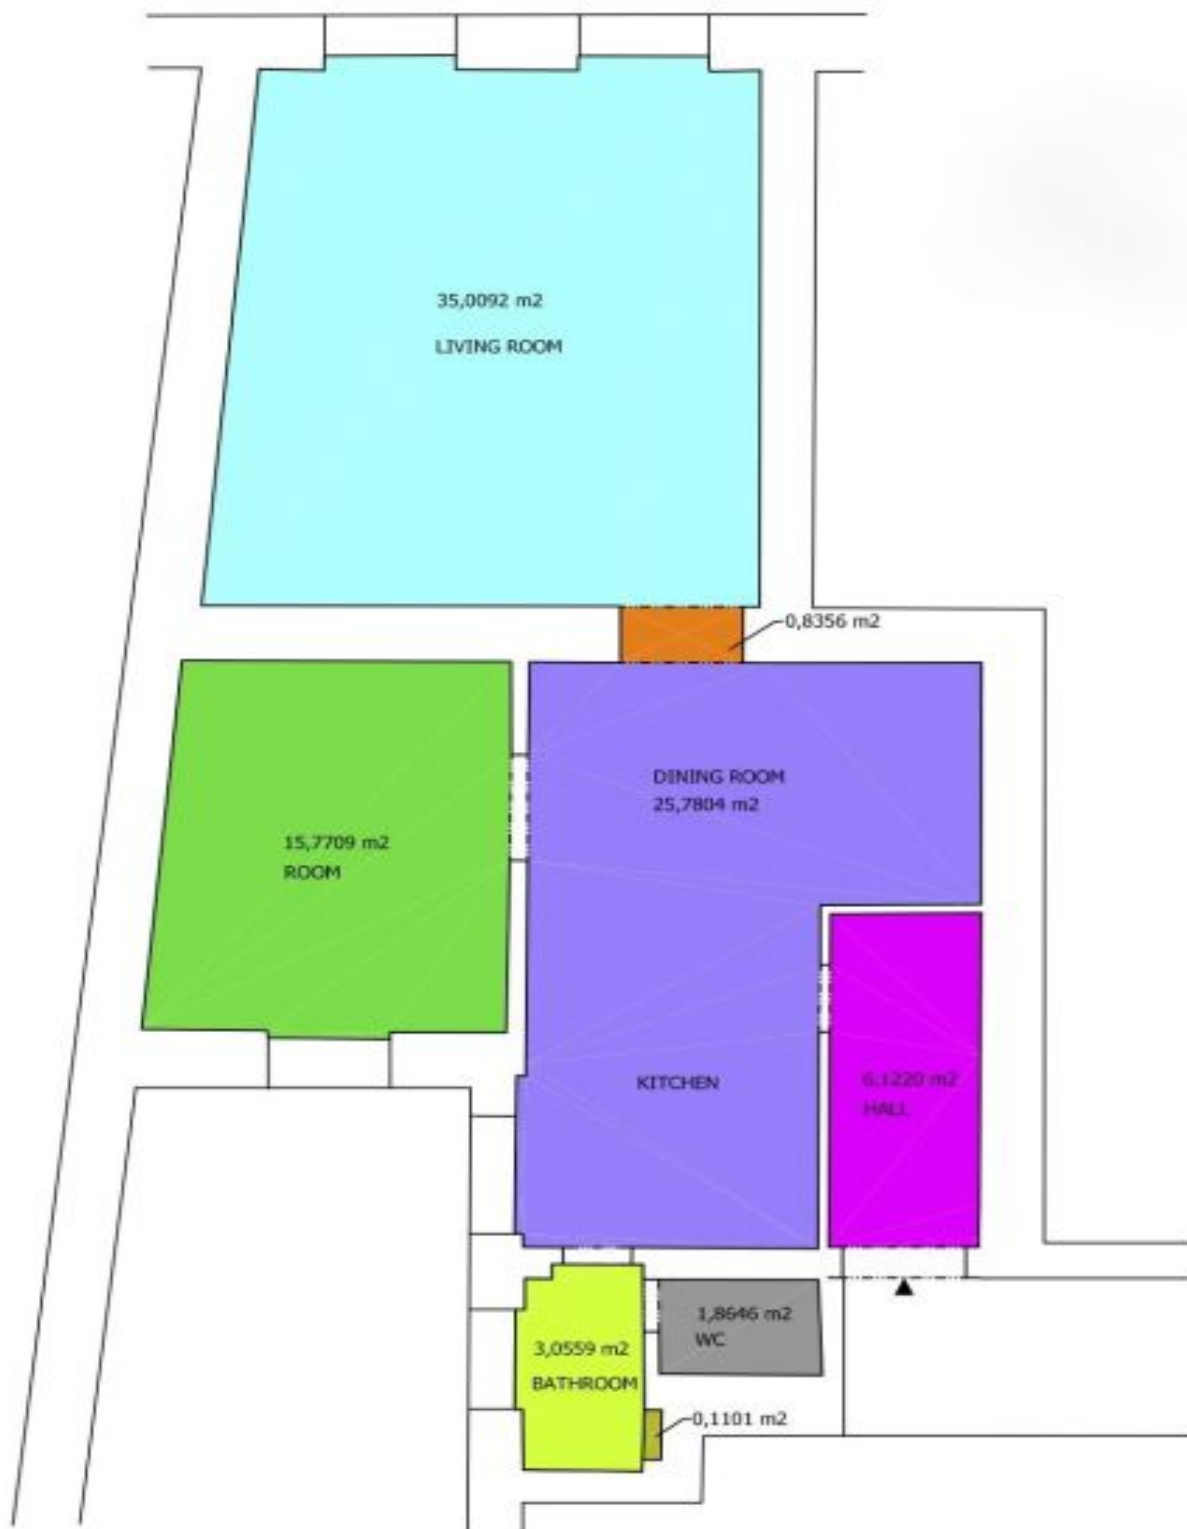 35,0092 m2
LIVING ROOM
0,8356 m2
DINING ROOM
25,7804 m2
15,7709 m2
ROOM
KITCHEN
6,1220 m2
HALL
1,8646 m2
WC
3,0559 m2
BATHROOM
0,1101 m2